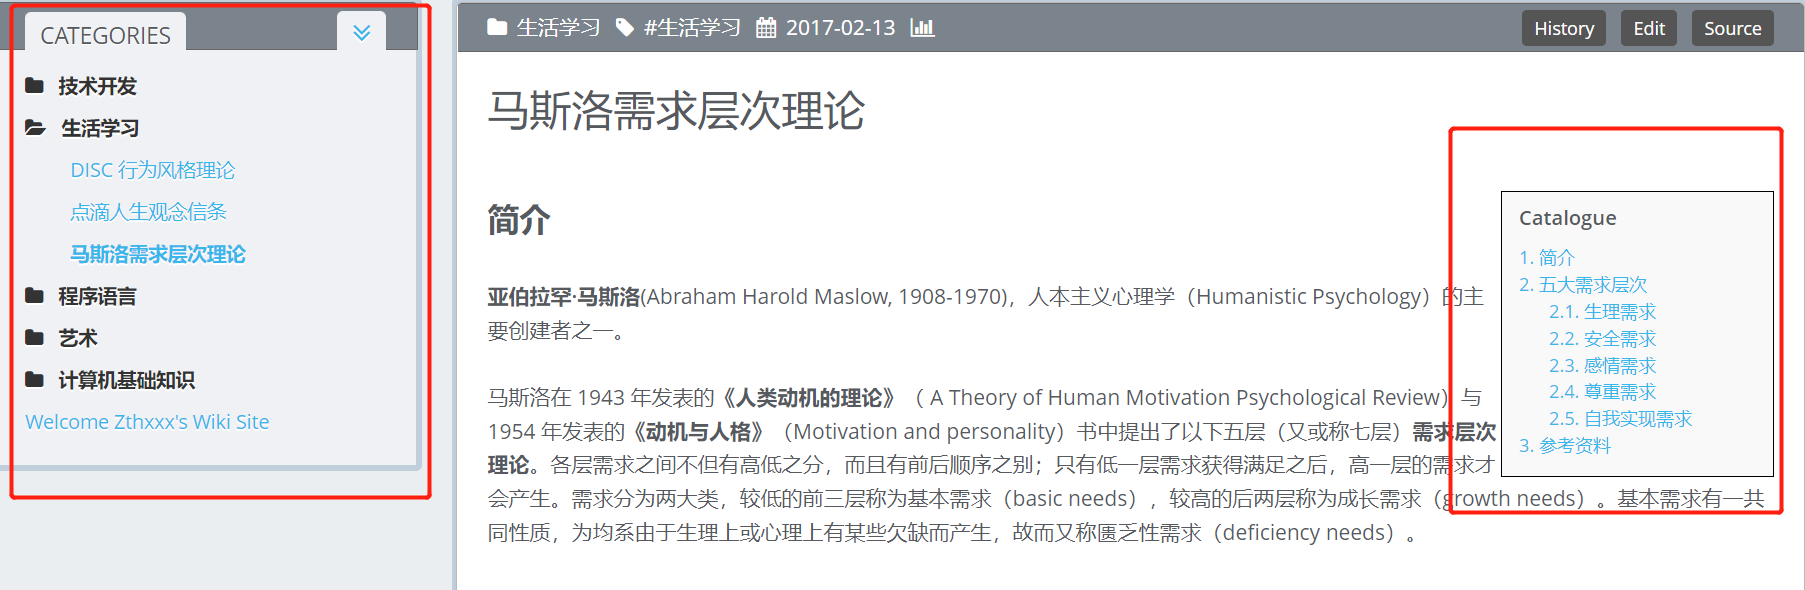 CATEGORIES
技术开发
生活学习
DISC 行为风格理论
点滴人生观念信条
马斯洛需求层次理论
程序语言
艺术
计算机基础知识
Welcome Zthxxx's Wiki Site
生活学习 #生活学习 2017-02-13
History Edit Source
马斯洛需求层次理论
简介
亚伯拉罕·马斯洛(Abraham Harold Maslow, 1908-1970)，人本主义心理学（Humanistic Psychology）的主
要创建者之一。
马斯洛在 1943 年发表的《人类动机的理论》（ A Theory of Human Motivation Psychological Review）与
1954 年发表的《动机与人格》（Motivation and personality）书中提出了以下五层（又或称七层）需求层次
理论。各层需求之间不但有高低之分，而且有前后顺序之别；只有低一层需求获得满足之后，高一层的需求才
会产生。需求分为两大类，较低的前三层称为基本需求（basic needs），较高的后两层称为成长需求（growth needs）。基本需求有一共
同性质，为均系由于生理上或心理上有某些欠缺而产生，故而又称匮乏性需求（deficiency needs）。
Catalogue
1. 简介
2. 五大需求层次
2.1. 生理需求
2.2. 安全需求
2.3. 感情需求
2.4. 尊重需求
2.5. 自我实现需求
3. 参考资料